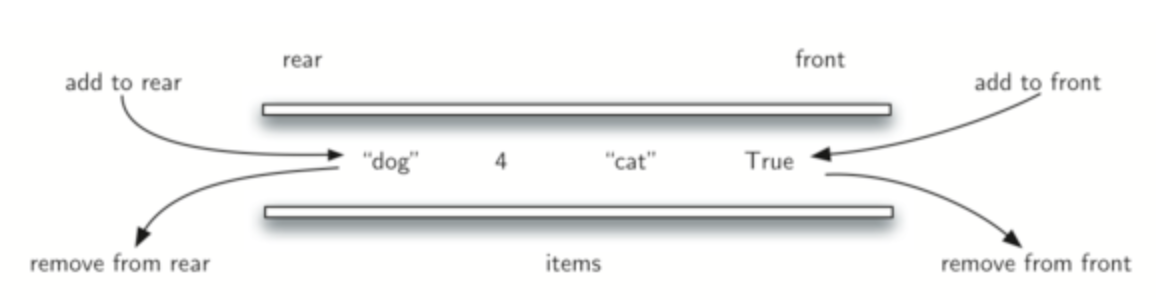 rear
front
add to rear
add to front
“dog”
4
“cat”
True
remove from rear
items
remove from front